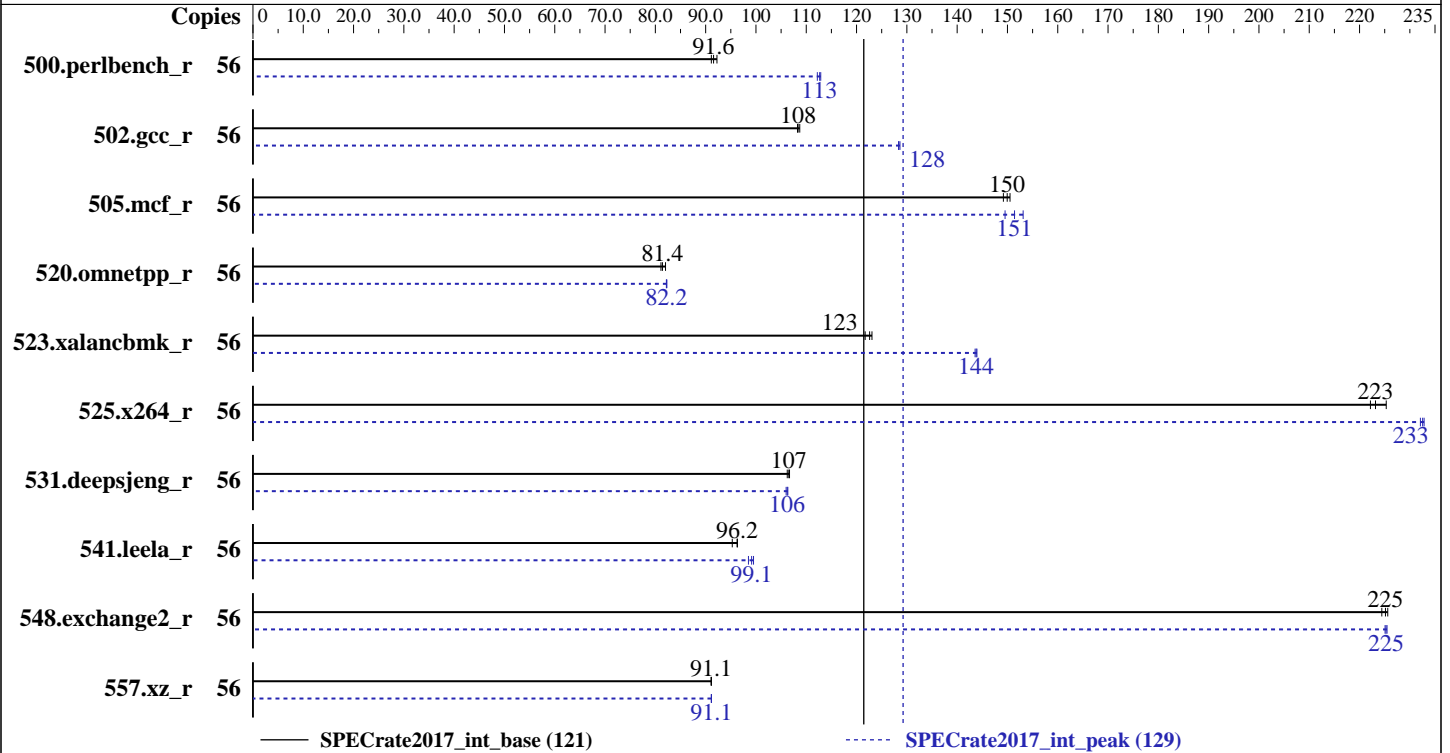 Copies 0 10.0 20.0 30.0 40.0 50.0 60.0 70.0 80.0 90.0 100 110 120 130 140 150 160 170 180 190 200 210 220 235
91.6
500.perlbench_r 56
113
108
502.gcc_r 56
128
150
505.mcf_r 56
151
81.4
520.omnetpp_r 56
82.2
123
523.xalancbmk_r 56
144
223
525.x264_r 56
233
107
531.deepsjeng_r 56
106
96.2
541.leela_r 56
99.1
225
548.exchange2_r 56
225
91.1
557.xz_r 56
91.1
SPECrate2017_int_base (121) SPECrate2017_int_peak (129)